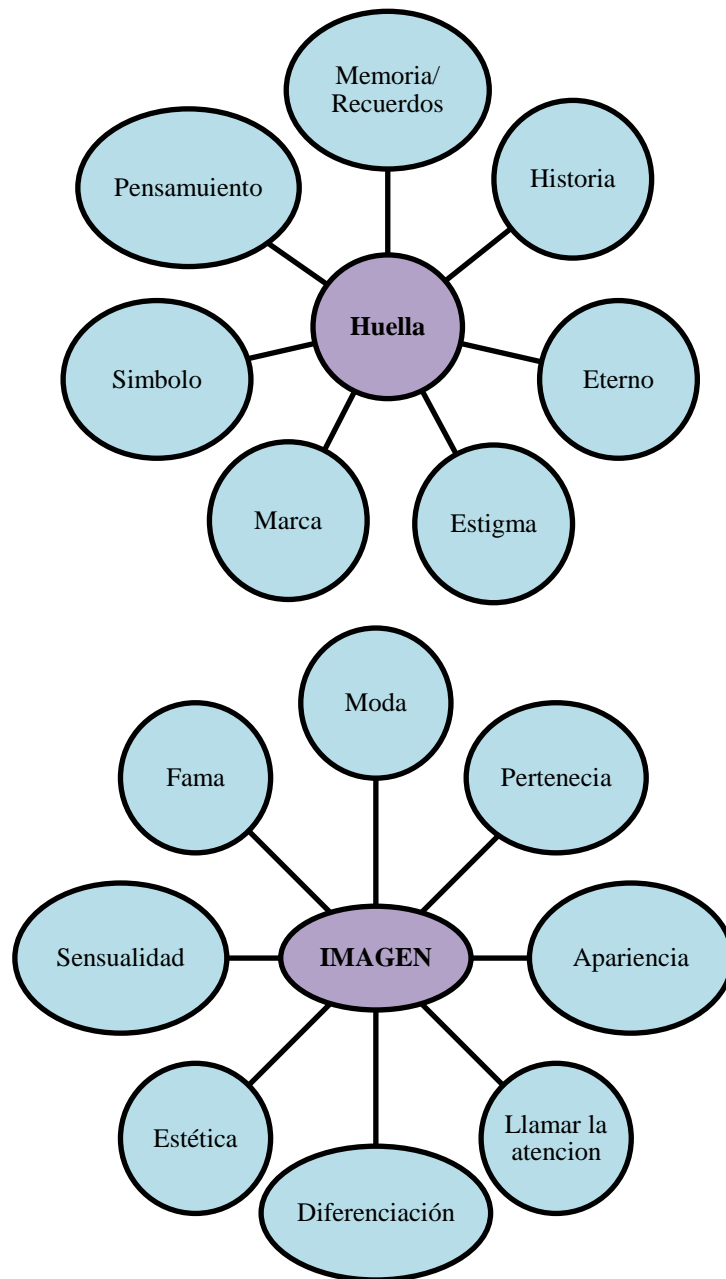 Memoria/
Recuerdos
Historia
Pensamuiento
Huella
Simbolo
Eterno
Marca
Estigma
Moda
Fama
Pertenecia
Sensualidad
IMAGEN
Apariencia
Estética
Llamar la
atencion
Diferenciación